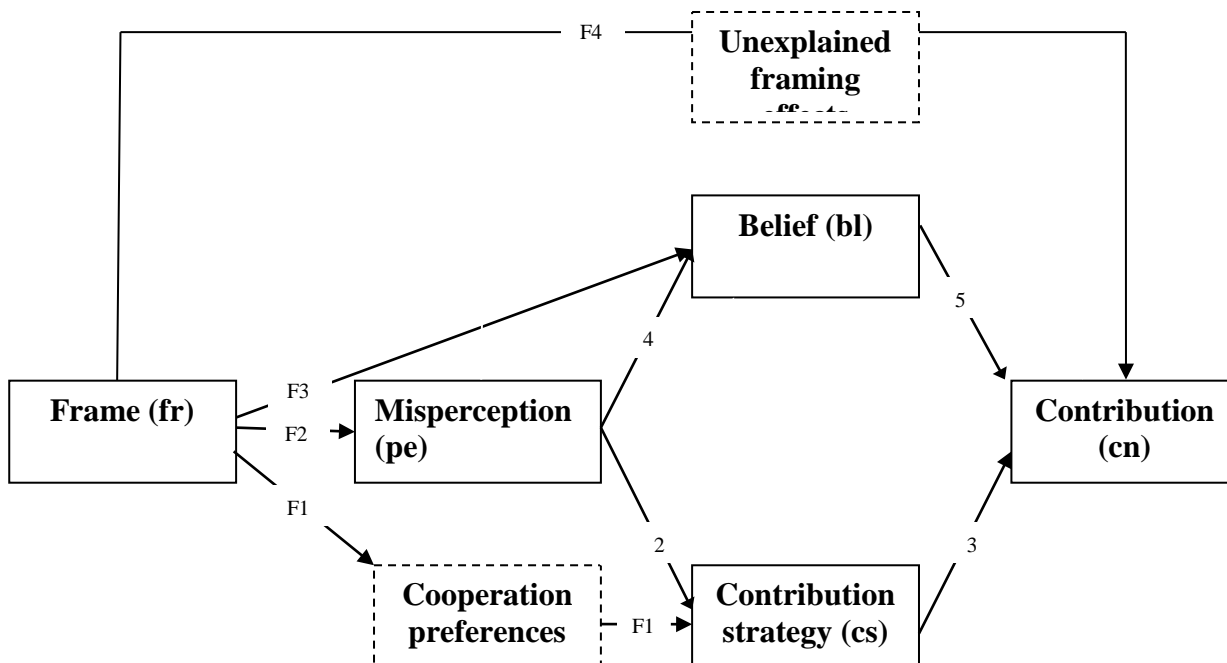 F4
Unexplained
framing
effects
Belief (bl)
5
4
F3
Frame (fr)
F2
Misperception
(pe)
Contribution
(cn)
F1
2
3
Cooperation
preferences
F1
Contribution
strategy (cs)